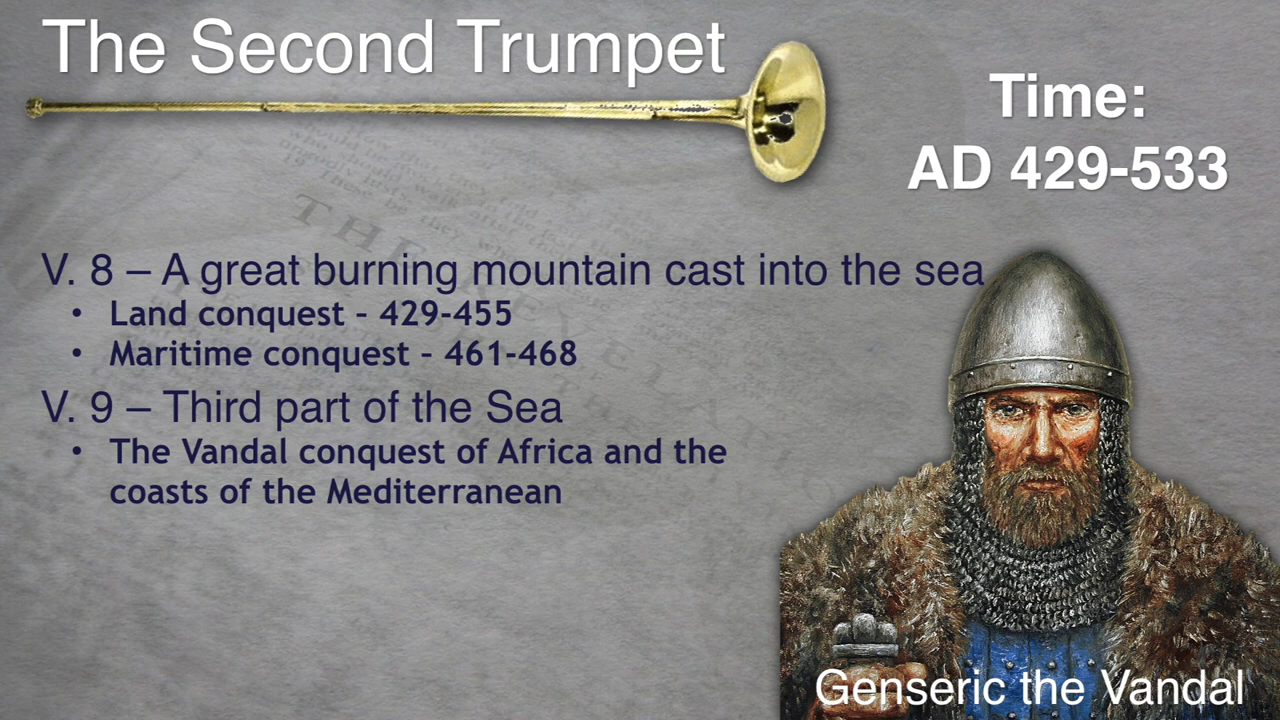 The Second Trumpet
Time:
AD 429-533
V. 8 – A great burning mountain cast into the sea
• Land conquest – 429-455
• Maritime conquest – 461-468
V. 9 – Third part of the Sea
• The Vandal conquest of Africa and the
coasts of the Mediterranean
Genseric the Vandal